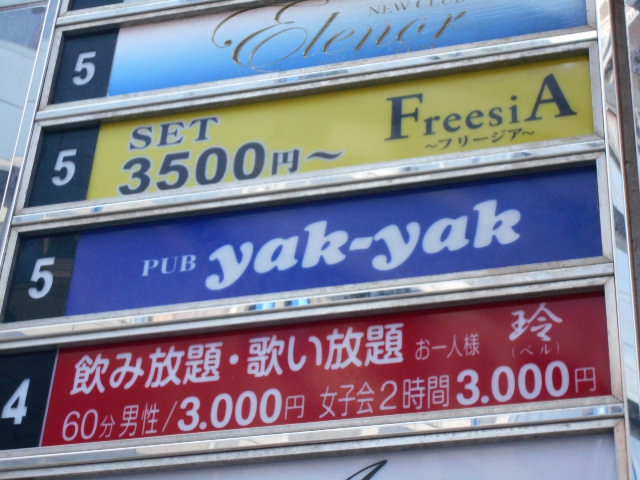 NEW CLUB
5 Elenor
5 SET 3500円～ FreesiA
～フリージア～
5 PUB yak-yak
4 飲み放題・歌い放題 お一人様 玲
(ベル)
60分男性/3.000円 女子会2時間3.000円